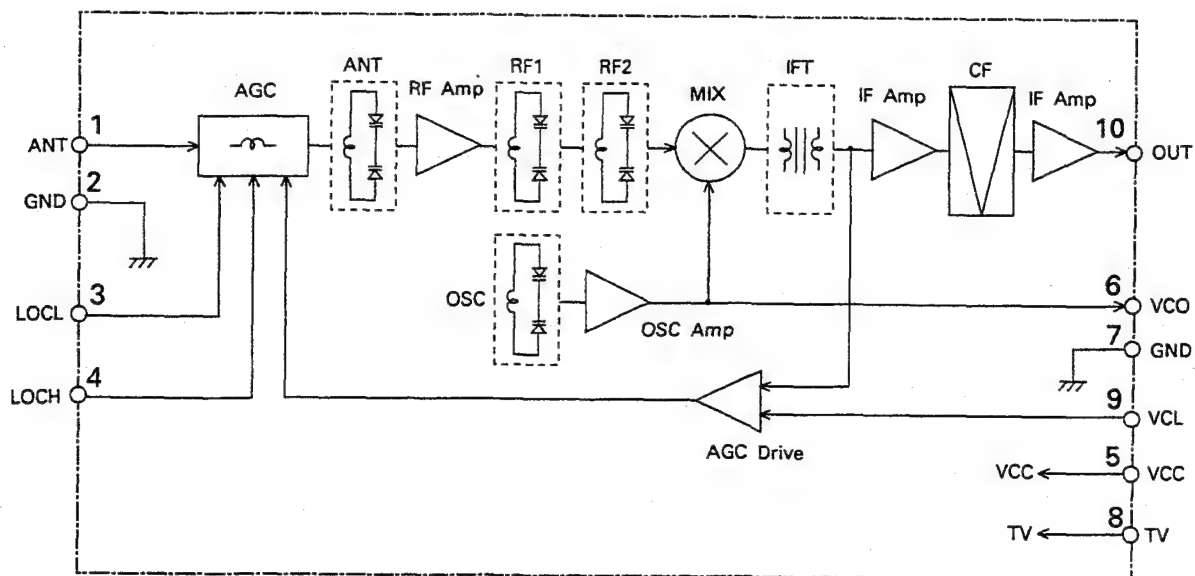 AGC
ANT
RF Amp
RF1
RF2
MIX
IFT
IF Amp
CF
IF Amp
ANT
1
10
OUT
GND
2
LOCL
3
OSC
OSC Amp
6
VCO
7
GND
LOCH
4
AGC Drive
9
VCL
VCC
5
VCC
TV
8
TV